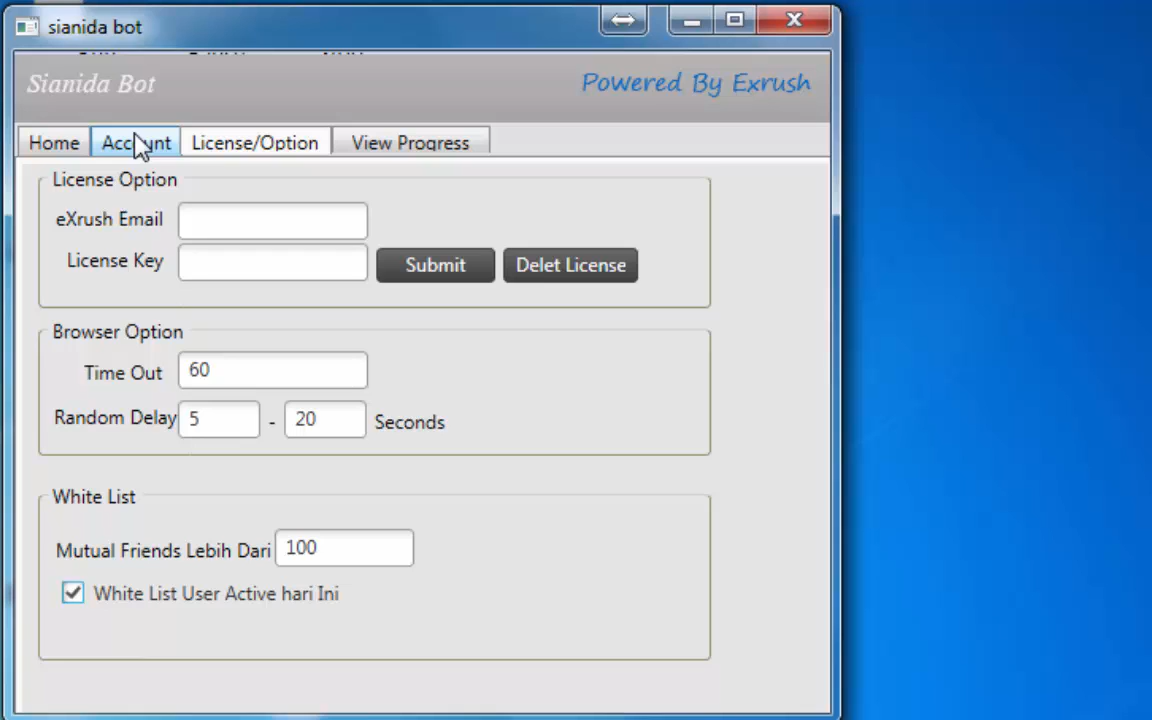 sianida bot
Sianida Bot
Powered By Exrush
Home Account License/Option View Progress
License Option
eXrush Email
License Key Submit Delet License
Browser Option
Time Out 60
Random Delay 5 - 20 Seconds
White List
Mutual Friends Lebih Dari 100
White List User Active hari Ini